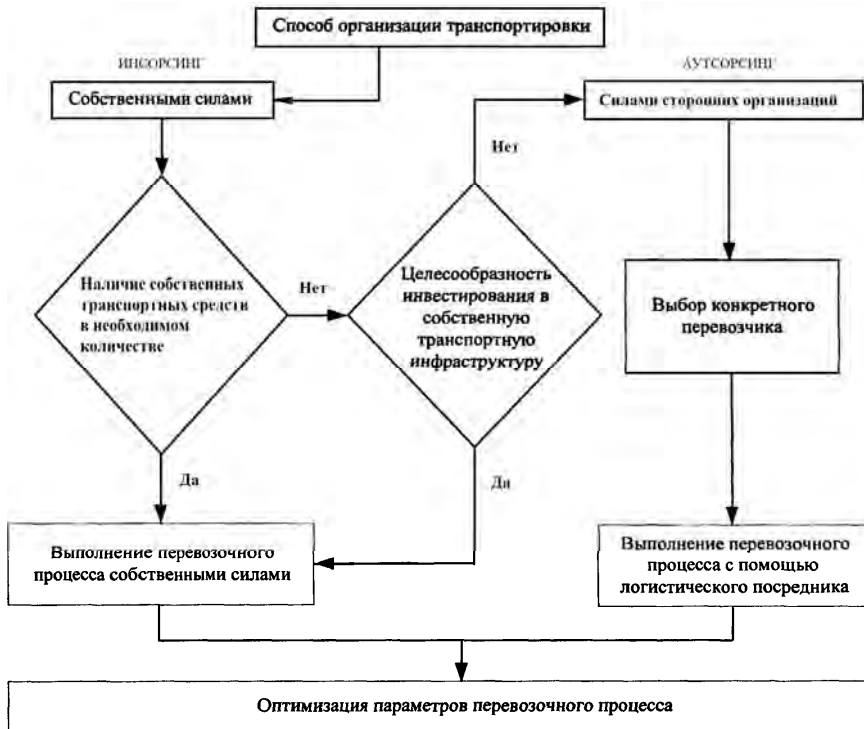 Способ организации транспортировки
ИНСОРСИНГ
АУТСОРСИНГ
Собственными силами
Силами сторонних организаций
Нет
Наличие собственных
транспортных средств
в необходимом
количестве
Нет
Целесообразность
инвестирования в
собственную
транспортную
инфраструктуру
Выбор конкретного
перевозчика
Да
Да
Выполнение перевозочного
процесса собственными силами
Выполнение перевозочного
процесса с помощью
логистического посредника
Оптимизация параметров перевозочного процесса